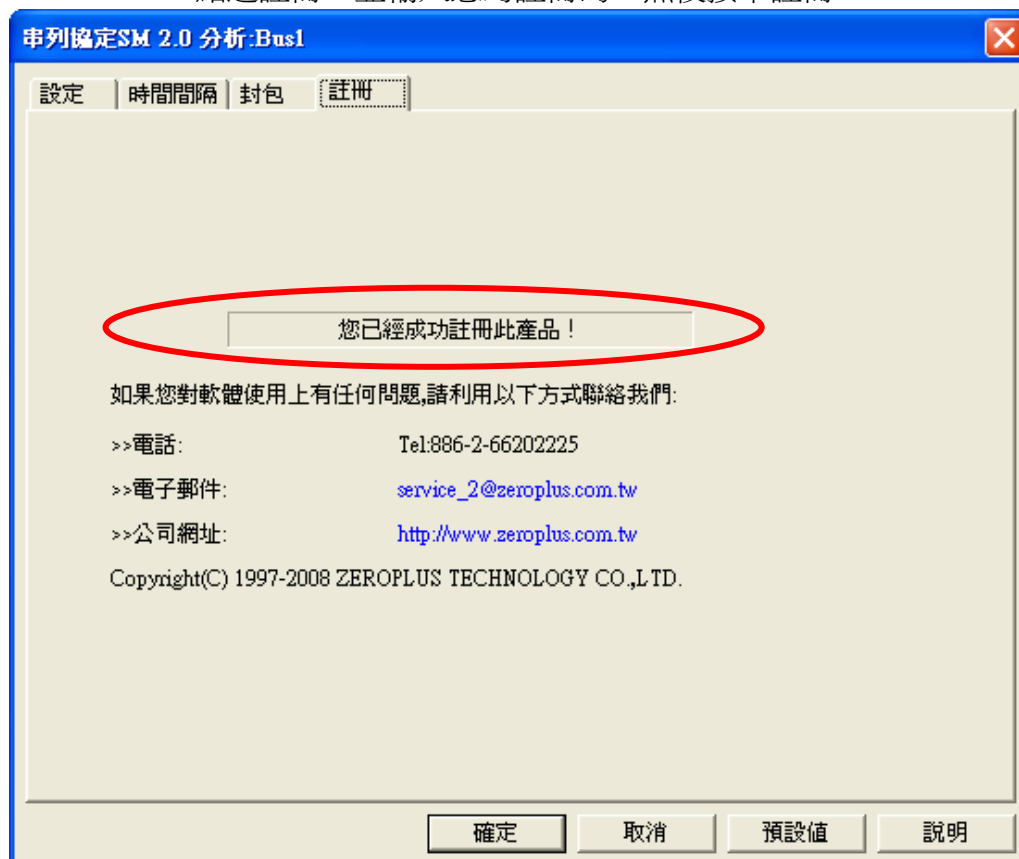 串列協定SM 2.0 分析:Bus1
設定 時間間隔 封包 註冊
您已經成功註冊此產品！
如果您對軟體使用上有任何問題,請利用以下方式聯絡我們:
>>電話: Tel:886-2-66202225
>>電子郵件: service_2@zeroplus.com.tw
>>公司網址: http://www.zeroplus.com.tw
Copyright(C) 1997-2008 ZEROPLUS TECHNOLOGY CO.,LTD.
確定 取消 預設值 說明